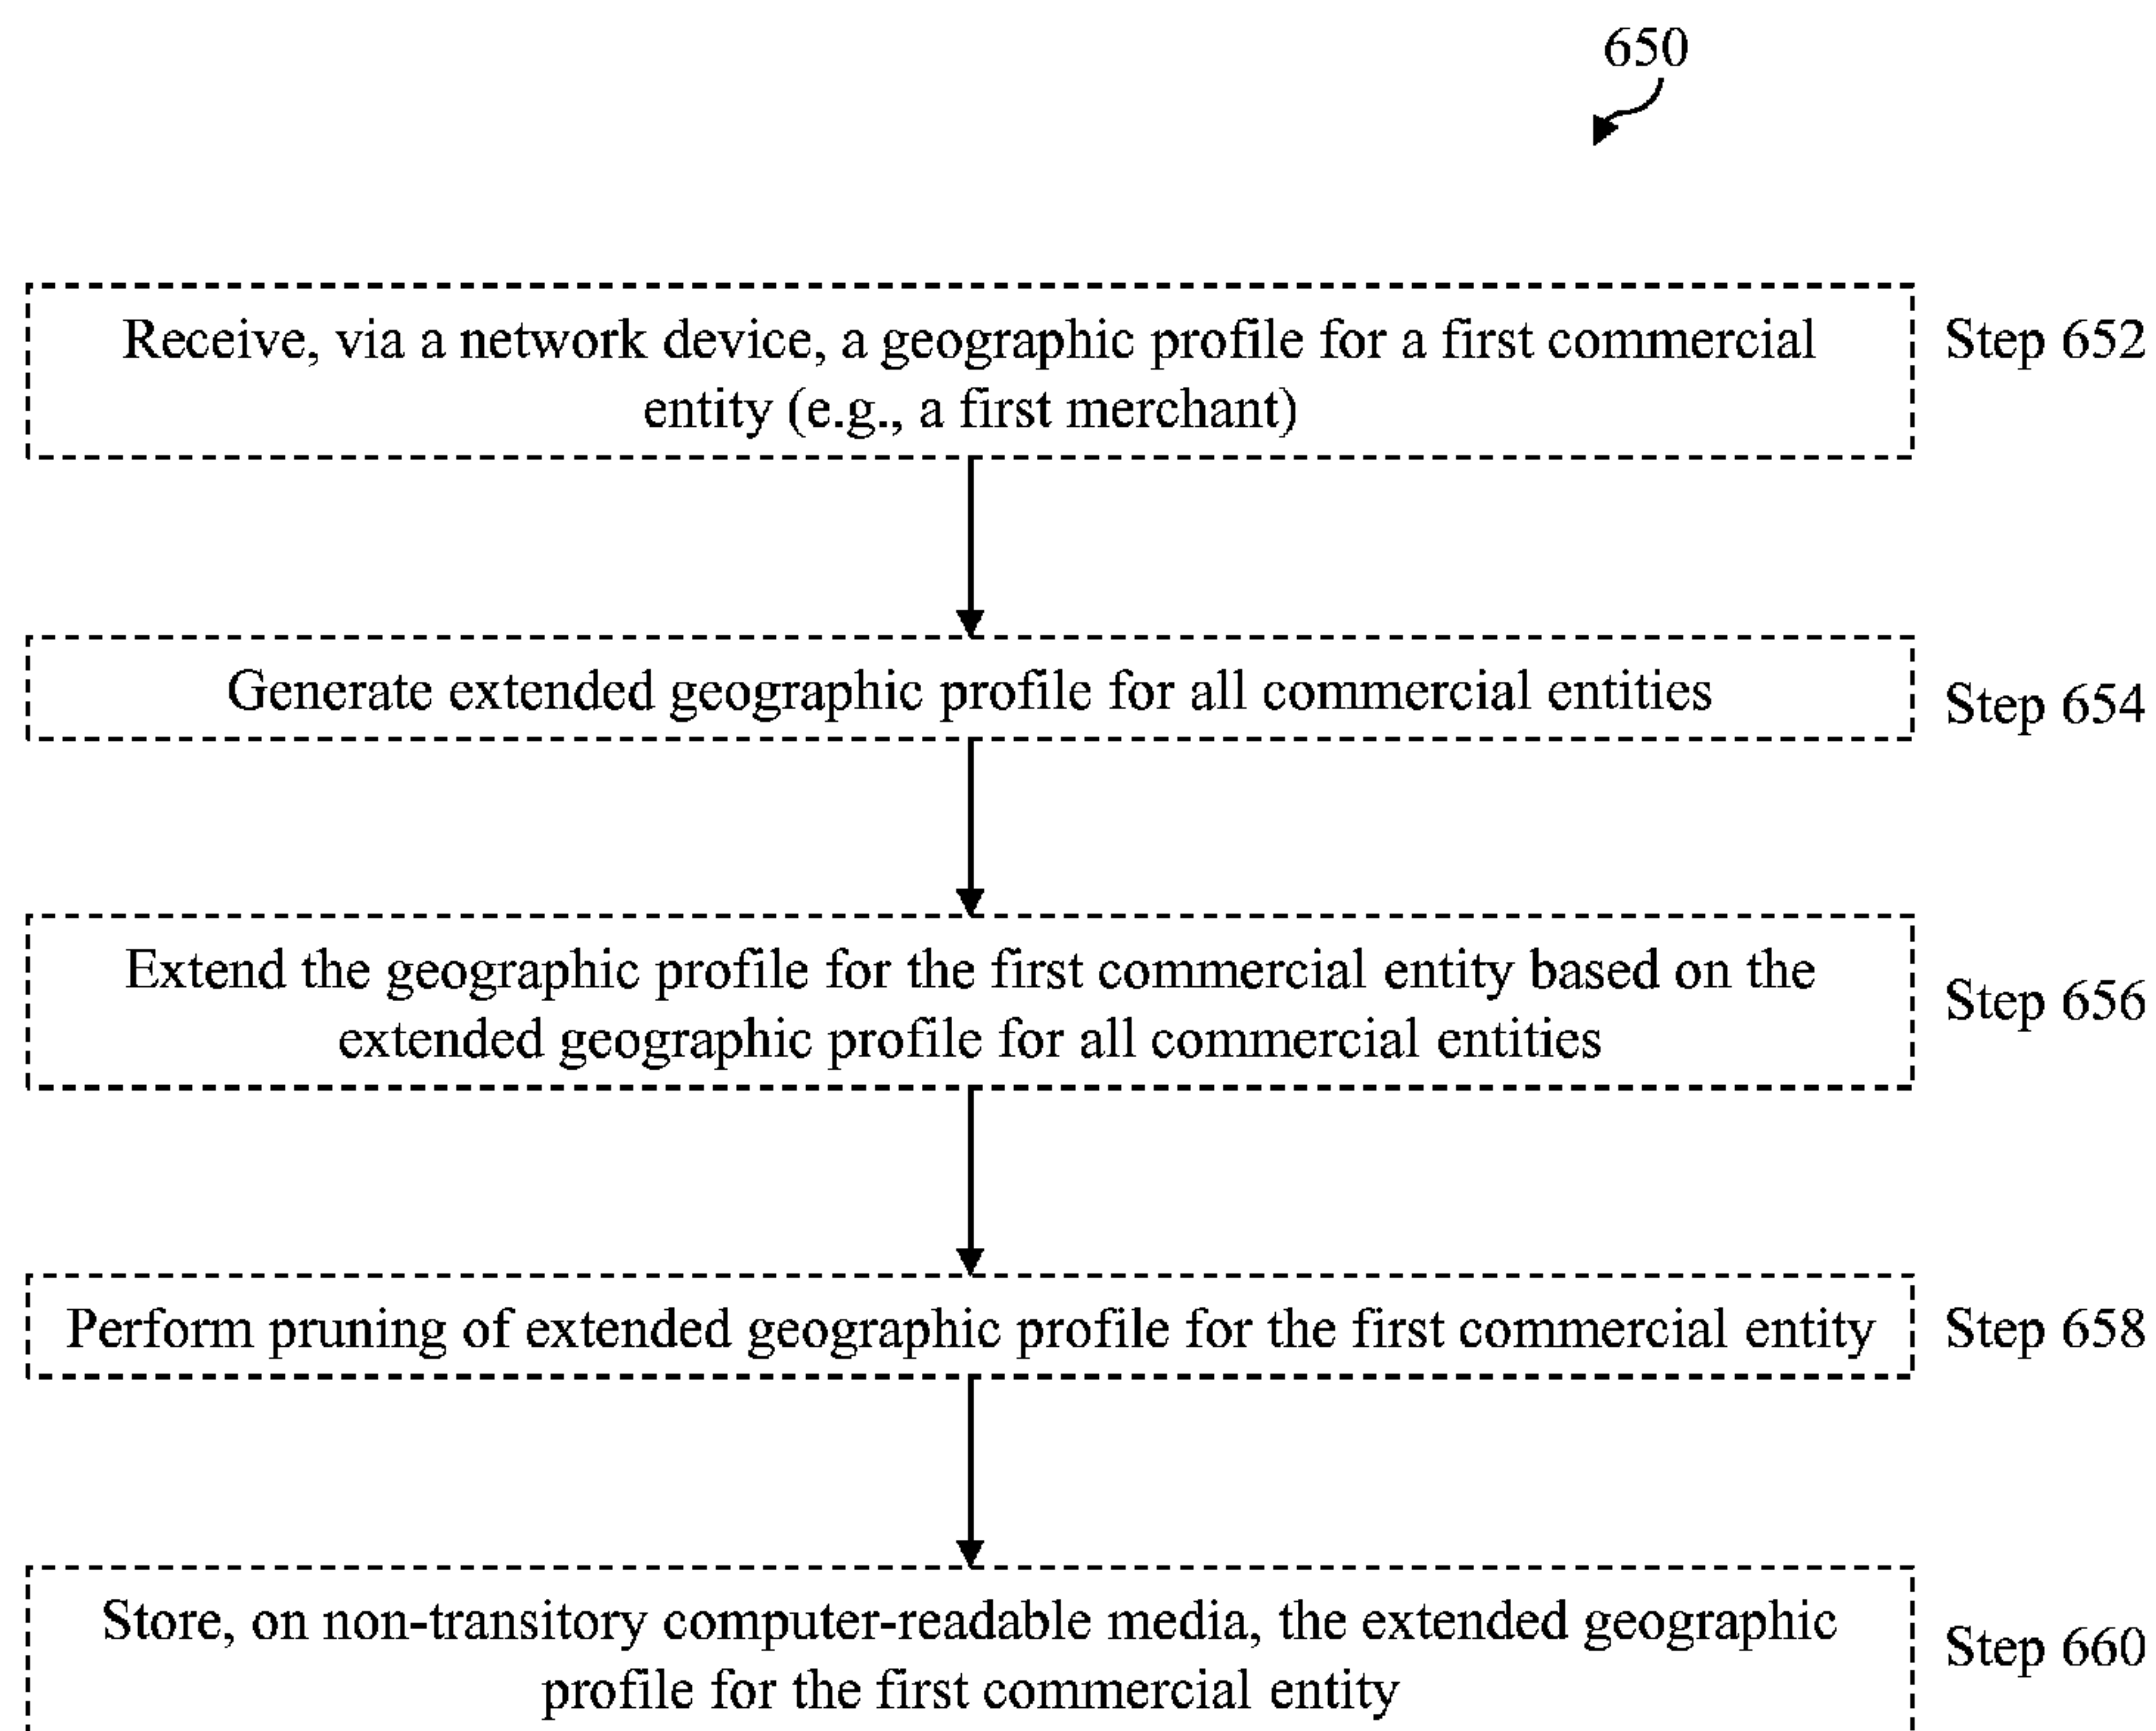 650
Receive, via a network device, a geographic profile for a first commercial
entity (e.g., a first merchant)
Step 652
Generate extended geographic profile for all commercial entities
Step 654
Extend the geographic profile for the first commercial entity based on the
extended geographic profile for all commercial entities
Step 656
Perform pruning of extended geographic profile for the first commercial entity
Step 658
Store, on non-transitory computer-readable media, the extended geographic
profile for the first commercial entity
Step 660